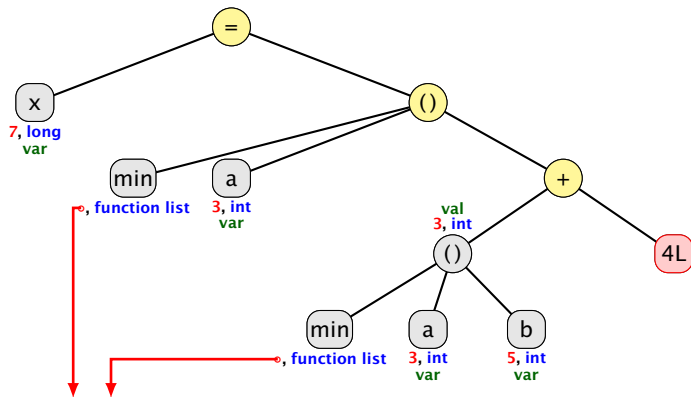 =
x
7, long
var
()
min
, function list
a
3, int
var
+
val
3, int
()
4L
min
, function list
a
3, int
var
b
5, int
var